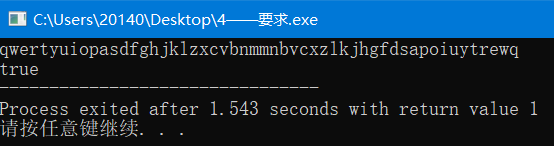 C:\Users\20140\Desktop\4——要求.exe
qwertyuiopasdfghjklzxcvbnmmnbvcxzlkjhgfdsapoiuytrewq
true
--------------------------------
Process exited after 1.543 seconds with return value 1
请按任意键继续. . .